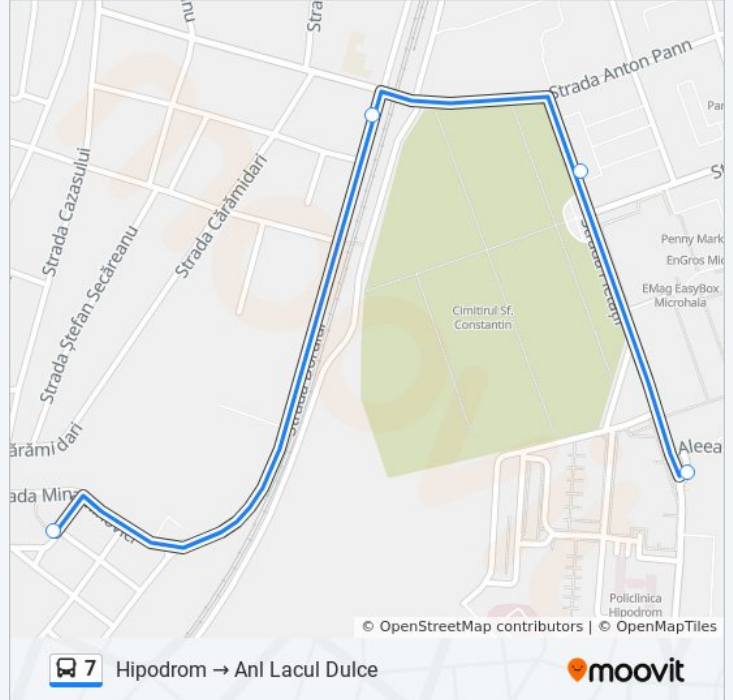 Strada Anton Pann
Strada Cazasului
Strada Cărămidari
Strada Ștefan Secăreanu
Penny Mark
EnGros Mic
EMag EasyBox
Microhala
Cimitirul Sf.
Constantin
Aleea
Policlinica
Hipodrom
© OpenStreetMap contributors | © OpenMapTiles
7 Hipodrom → Anl Lacul Dulce
moovit